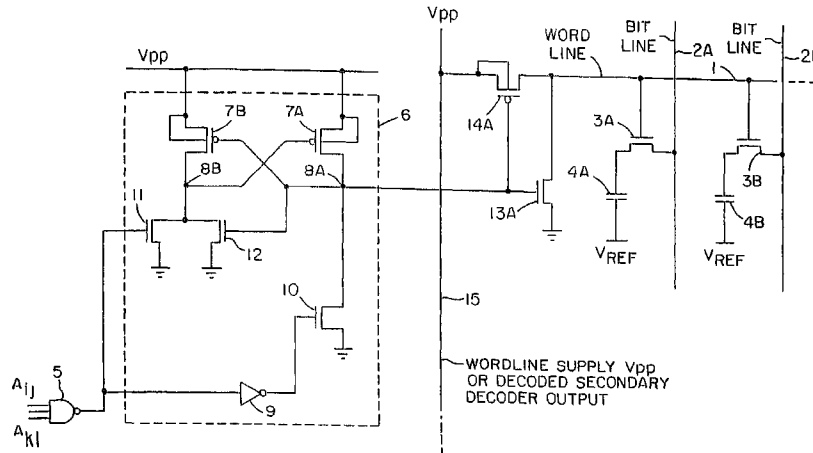 Vpp
BIT
LINE
BIT
LINE
Vpp
WORD
LINE
2A
1
7B
7A
6
14A
3A
8B
8A
4A
3B
11
13A
4B
12
VREF
VREF
10
15
Aij
5
WORDLINE SUPPLY Vpp
OR DECODED SECONDARY
DECODER OUTPUT
Akl
9